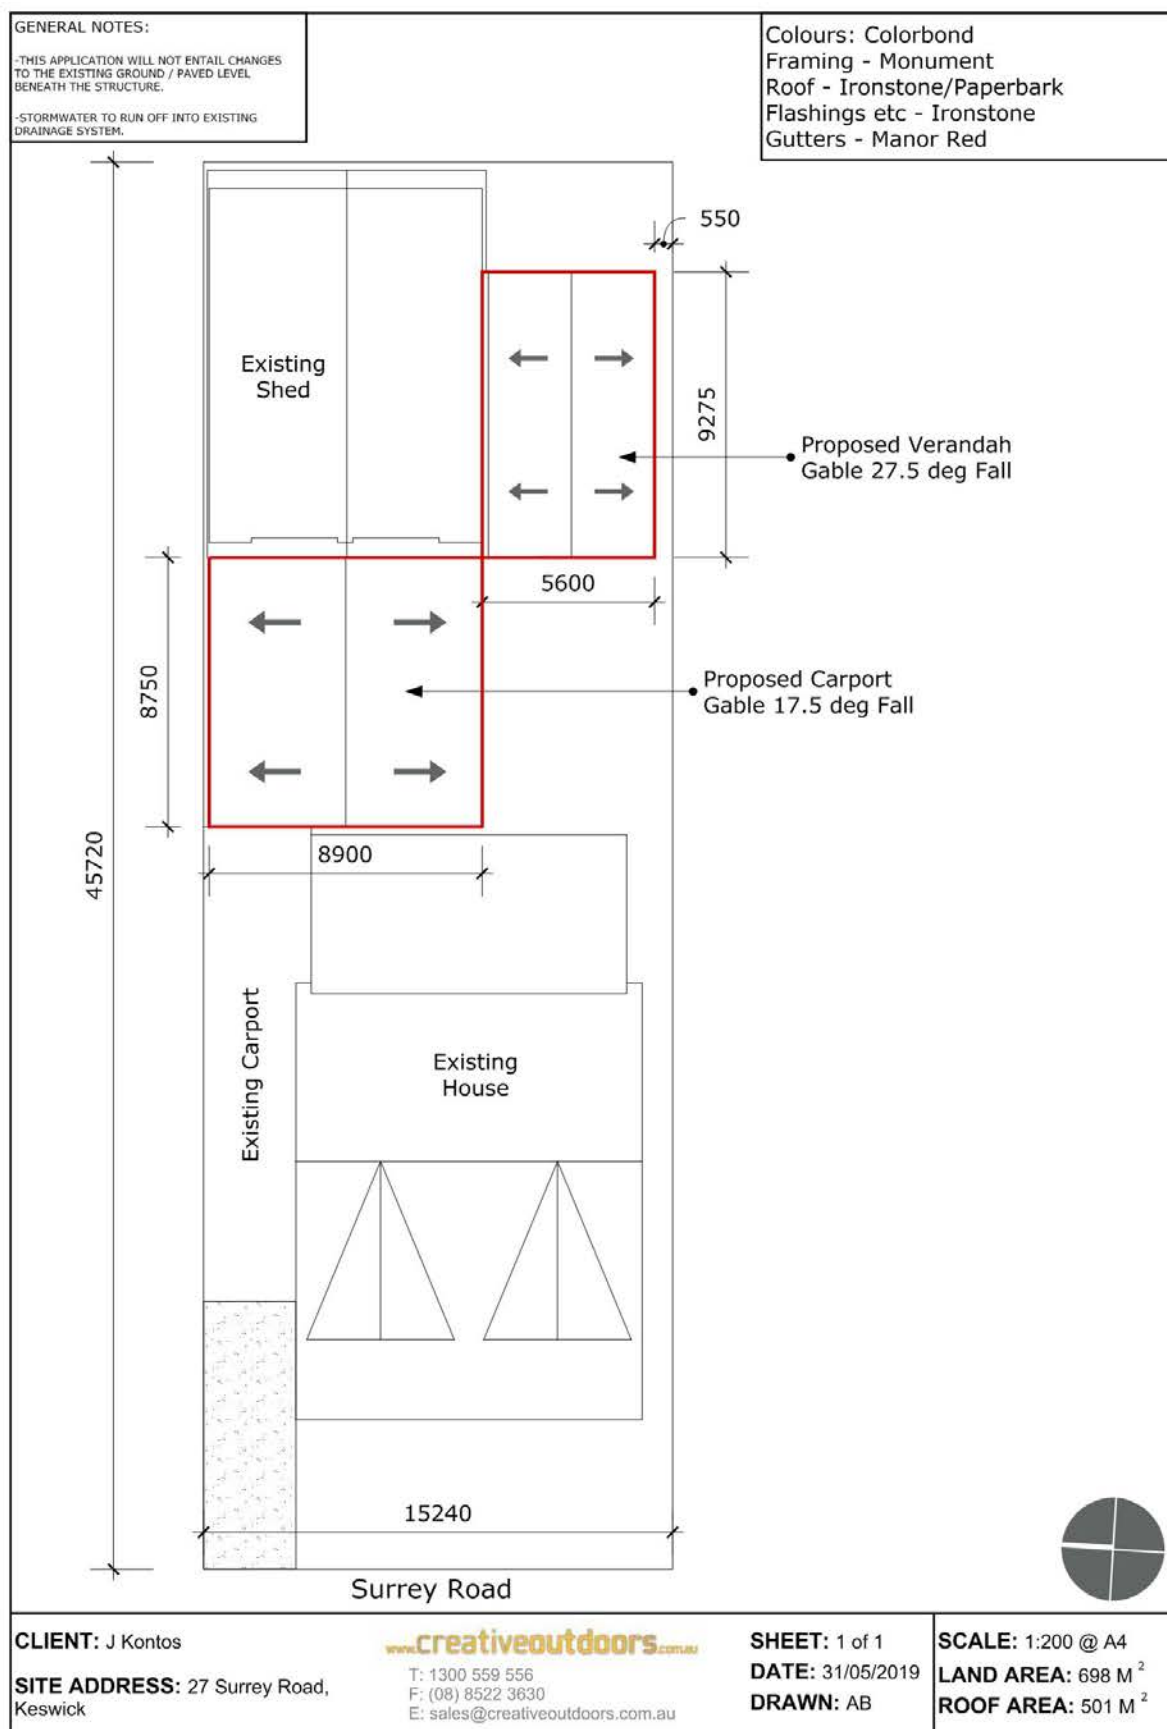 GENERAL NOTES:
-THIS APPLICATION WILL NOT ENTAIL CHANGES
TO THE EXISTING GROUND / PAVED LEVEL
BENEATH THE STRUCTURE.
-STORMWATER TO RUN OFF INTO EXISTING
DRAINAGE SYSTEM.
Colours: Colorbond
Framing - Monument
Roof - Ironstone/Paperbark
Flashings etc - Ironstone
Gutters - Manor Red
550
Existing
Shed
9275
Proposed Verandah
Gable 27.5 deg Fall
5600
8750
Proposed Carport
Gable 17.5 deg Fall
45720
8900
Existing Carport
Existing
House
15240
Surrey Road
CLIENT: J Kontos
SITE ADDRESS: 27 Surrey Road,
Keswick
www.creativeoutdoors.com.au
T: 1300 559 556
F: (08) 8522 3630
E: sales@creativeoutdoors.com.au
SHEET: 1 of 1
DATE: 31/05/2019
DRAWN: AB
SCALE: 1:200 @ A4
LAND AREA: 698 M ²
ROOF AREA: 501 M ²